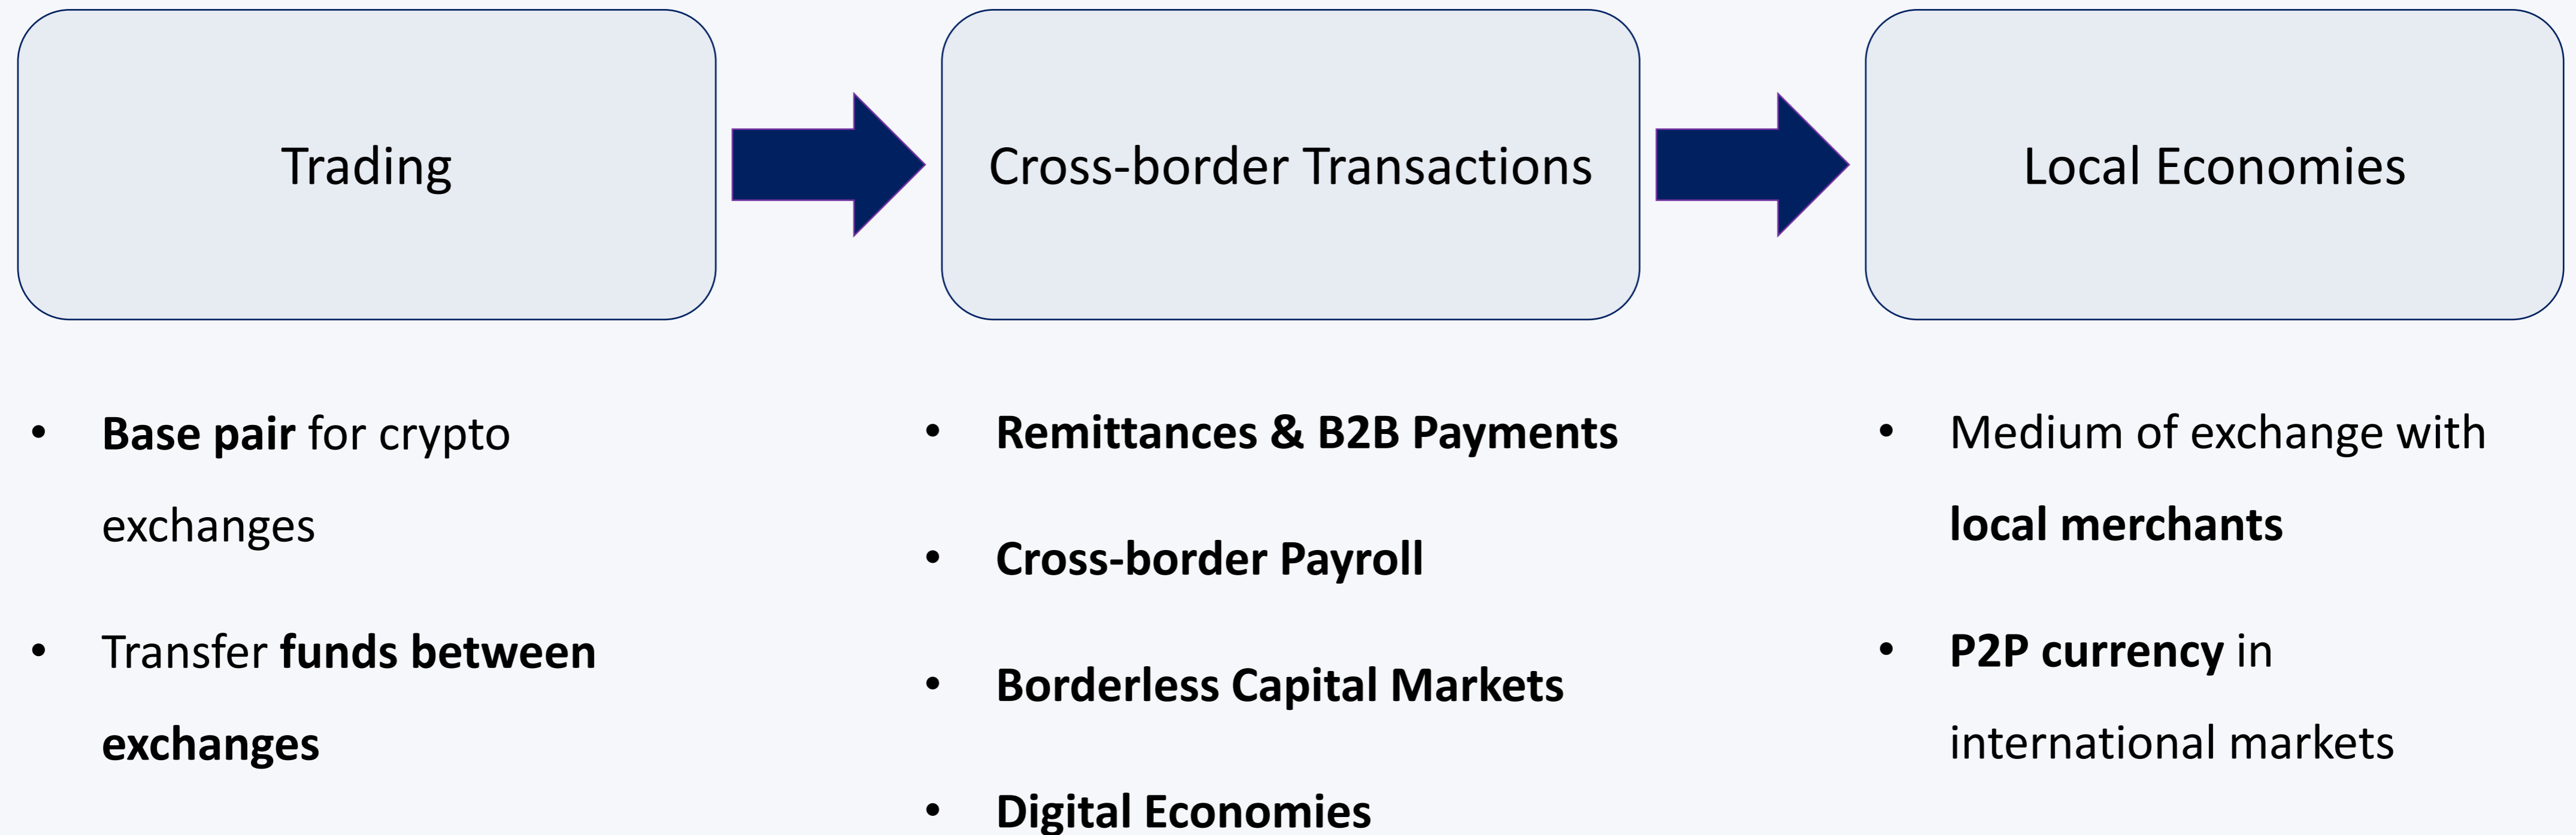 Trading
Cross-border Transactions
Local Economies
• Base pair for crypto
exchanges
• Transfer funds between
exchanges
• Remittances & B2B Payments
• Cross-border Payroll
• Borderless Capital Markets
• Digital Economies
• Medium of exchange with
local merchants
• P2P currency in
international markets